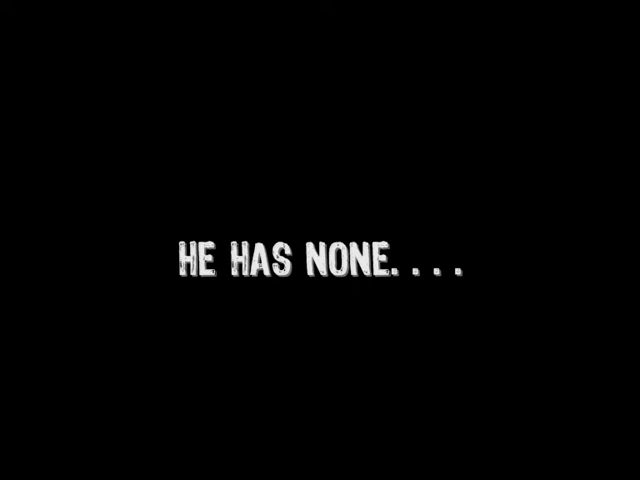 HE HAS NONE. . . .